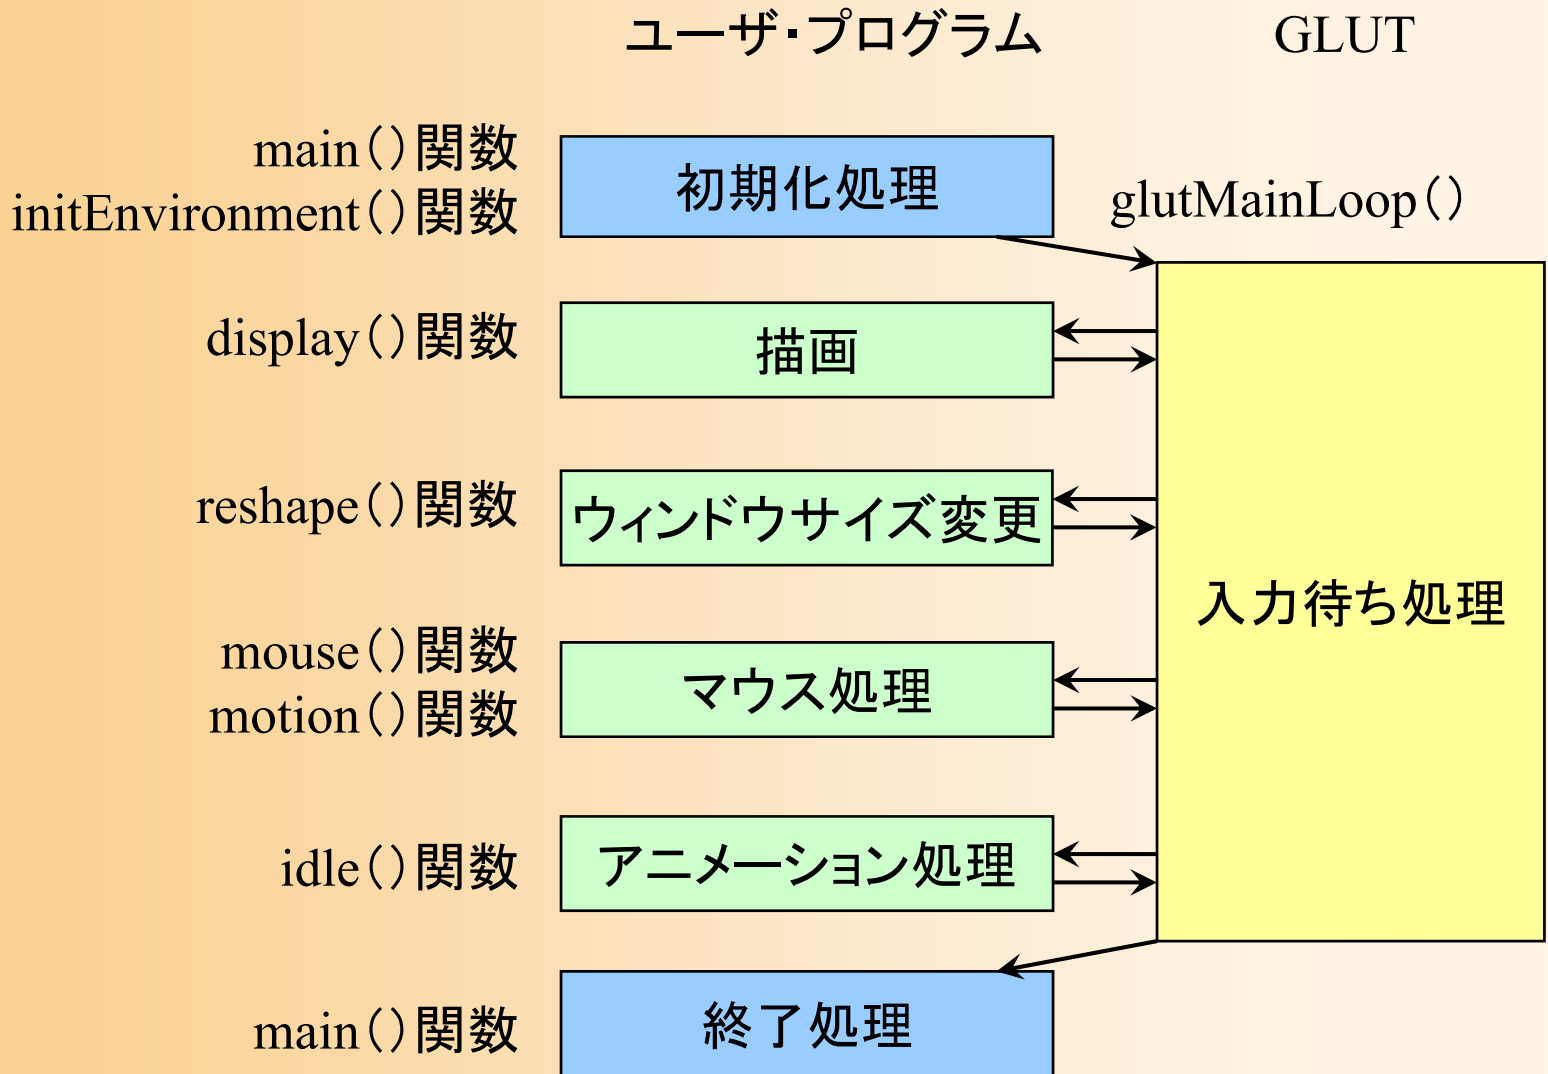 ユーザ・プログラム
GLUT
main()関数
initEnvironment()関数
初期化処理
glutMainLoop()
display()関数
描画
reshape()関数
ウィンドウサイズ変更
入力待ち処理
mouse()関数
motion()関数
マウス処理
idle()関数
アニメーション処理
main()関数
終了処理